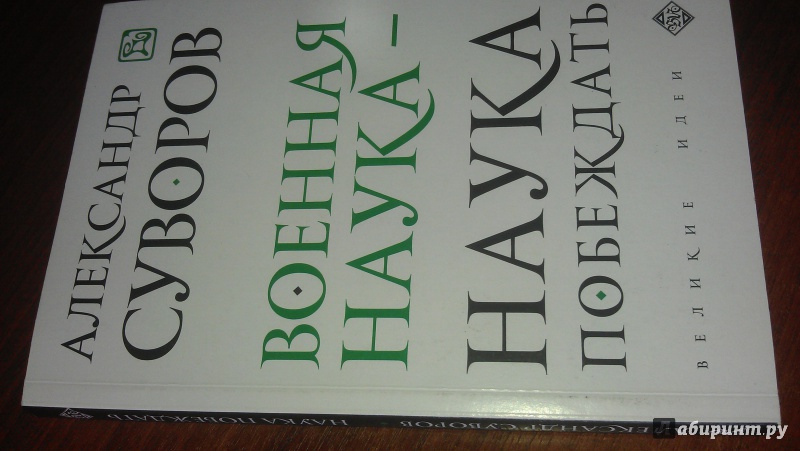 АЛЕКСАНДР
СУВОРОВ
ВОЕННАЯ
НАУКА –
НАУКА
ПОБЕЖДАТЬ
ВЕЛИКИЕ ИДЕИ
АЛЕКСАНДР СУВОРОВ НАУКА ПОБЕЖДАТЬ
Лабиринт.ру